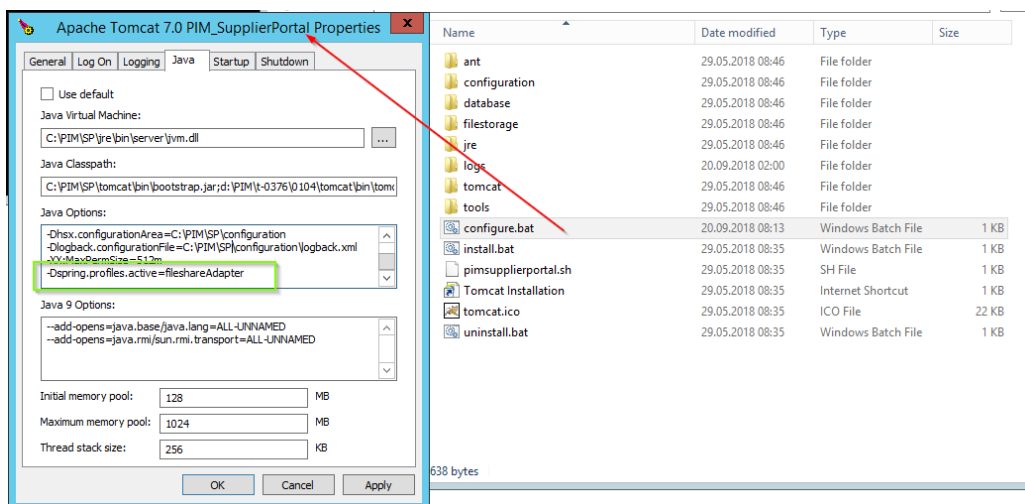 Apache Tomcat 7.0 PIM_SupplierPortal Properties
x
General Log On Logging Java Startup Shutdown
Use default
Java Virtual Machine:
C:\PIM\SP\jre\bin\server\jvm.dll
...
Java Classpath:
C:\PIM\SP\tomcat\bin\bootstrap.jar;d:\PIM\t-0376\0104\tomcat\bin\tomc
Java Options:
-Dhsx.configurationArea=C:\PIM\SP\configuration
-Dlogback.configurationFile=C:\PIM\SP\configuration\logback.xml
-XX:MaxPermSize=512m
-Dspring.profiles.active=fileshareAdapter
Java 9 Options:
--add-opens=java.base/java.lang=ALL-UNNAMED
--add-opens=java.rmi/sun.rmi.transport=ALL-UNNAMED
Initial memory pool: 128 MB
Maximum memory pool: 1024 MB
Thread stack size: 256 KB
OK Cancel Apply
Name Date modified Type Size
ant 29.05.2018 08:46 File folder
configuration 29.05.2018 08:46 File folder
database 29.05.2018 08:46 File folder
filestorage 29.05.2018 08:46 File folder
jre 29.05.2018 08:46 File folder
logs 20.09.2018 02:00 File folder
tomcat 29.05.2018 08:46 File folder
tools 29.05.2018 08:46 File folder
configure.bat 20.09.2018 08:13 Windows Batch File 1 KB
install.bat 29.05.2018 08:35 Windows Batch File 1 KB
pimsupplierportal.sh 29.05.2018 08:35 SH File 1 KB
Tomcat Installation 29.05.2018 08:35 Internet Shortcut 1 KB
tomcat.ico 29.05.2018 08:35 ICO File 22 KB
uninstall.bat 29.05.2018 08:35 Windows Batch File 1 KB
638 bytes